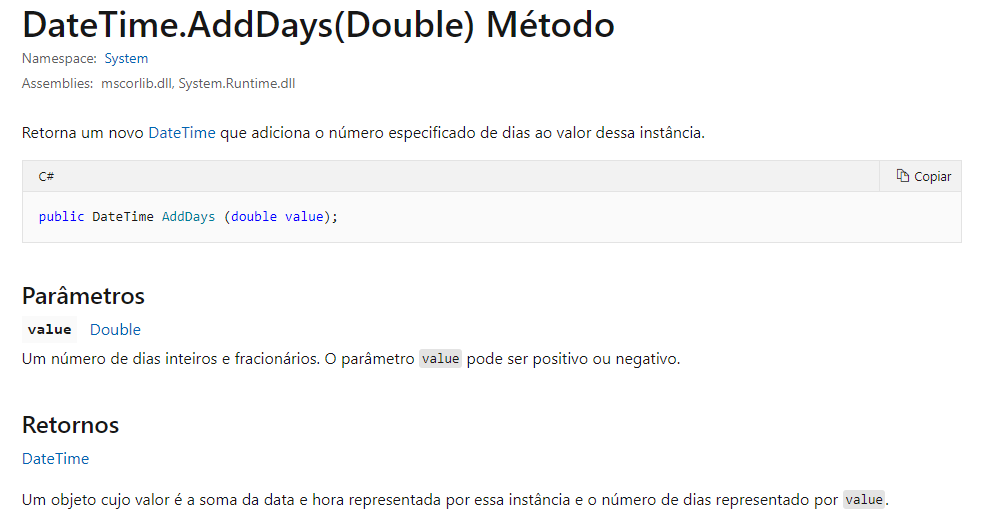 DateTime.AddDays(Double) Método
Namespace: System
Assemblies: mscorlib.dll, System.Runtime.dll
Retorna um novo DateTime que adiciona o número especificado de dias ao valor dessa instância.
C# Copiar
public DateTime AddDays (double value);
Parâmetros
value Double
Um número de dias inteiros e fracionários. O parâmetro value pode ser positivo ou negativo.
Retornos
DateTime
Um objeto cujo valor é a soma da data e hora representada por essa instância e o número de dias representado por value.